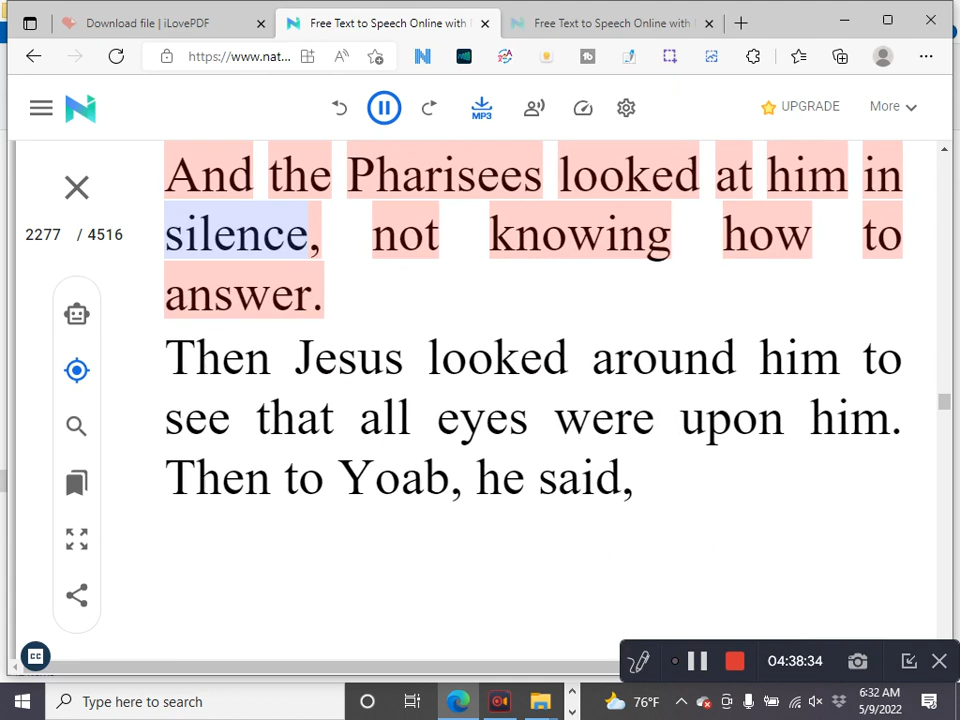 Download file | iLovePDF
Free Text to Speech Online with
Free Text to Speech Online with
https://www.nat...
MP3
UPGRADE
More
And the Pharisees looked at him in
silence, not knowing how to
answer.
2277 / 4516
Then Jesus looked around him to
see that all eyes were upon him.
Then to Yoab, he said,
CC
04:38:34
Type here to search
76°F
6:32 AM
5/9/2022